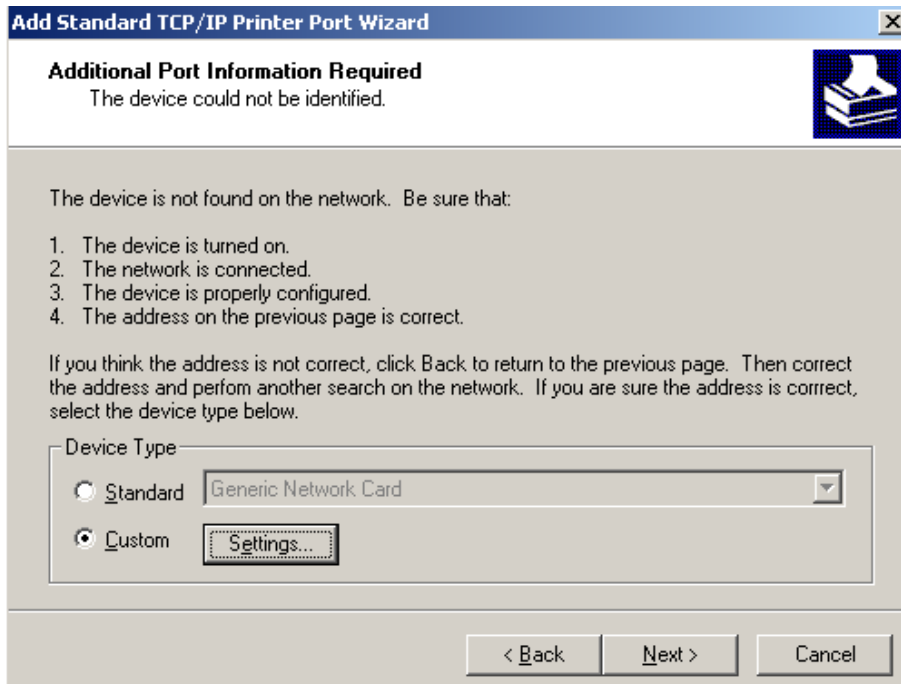 Add Standard TCP/IP Printer Port Wizard
Additional Port Information Required
The device could not be identified.
The device is not found on the network. Be sure that:
1. The device is turned on.
2. The network is connected.
3. The device is properly configured.
4. The address on the previous page is correct.
If you think the address is not correct, click Back to return to the previous page. Then correct
the address and perfom another search on the network. If you are sure the address is corrrect,
select the device type below.
Device Type
Standard Generic Network Card
Custom Settings...
< Back Next > Cancel